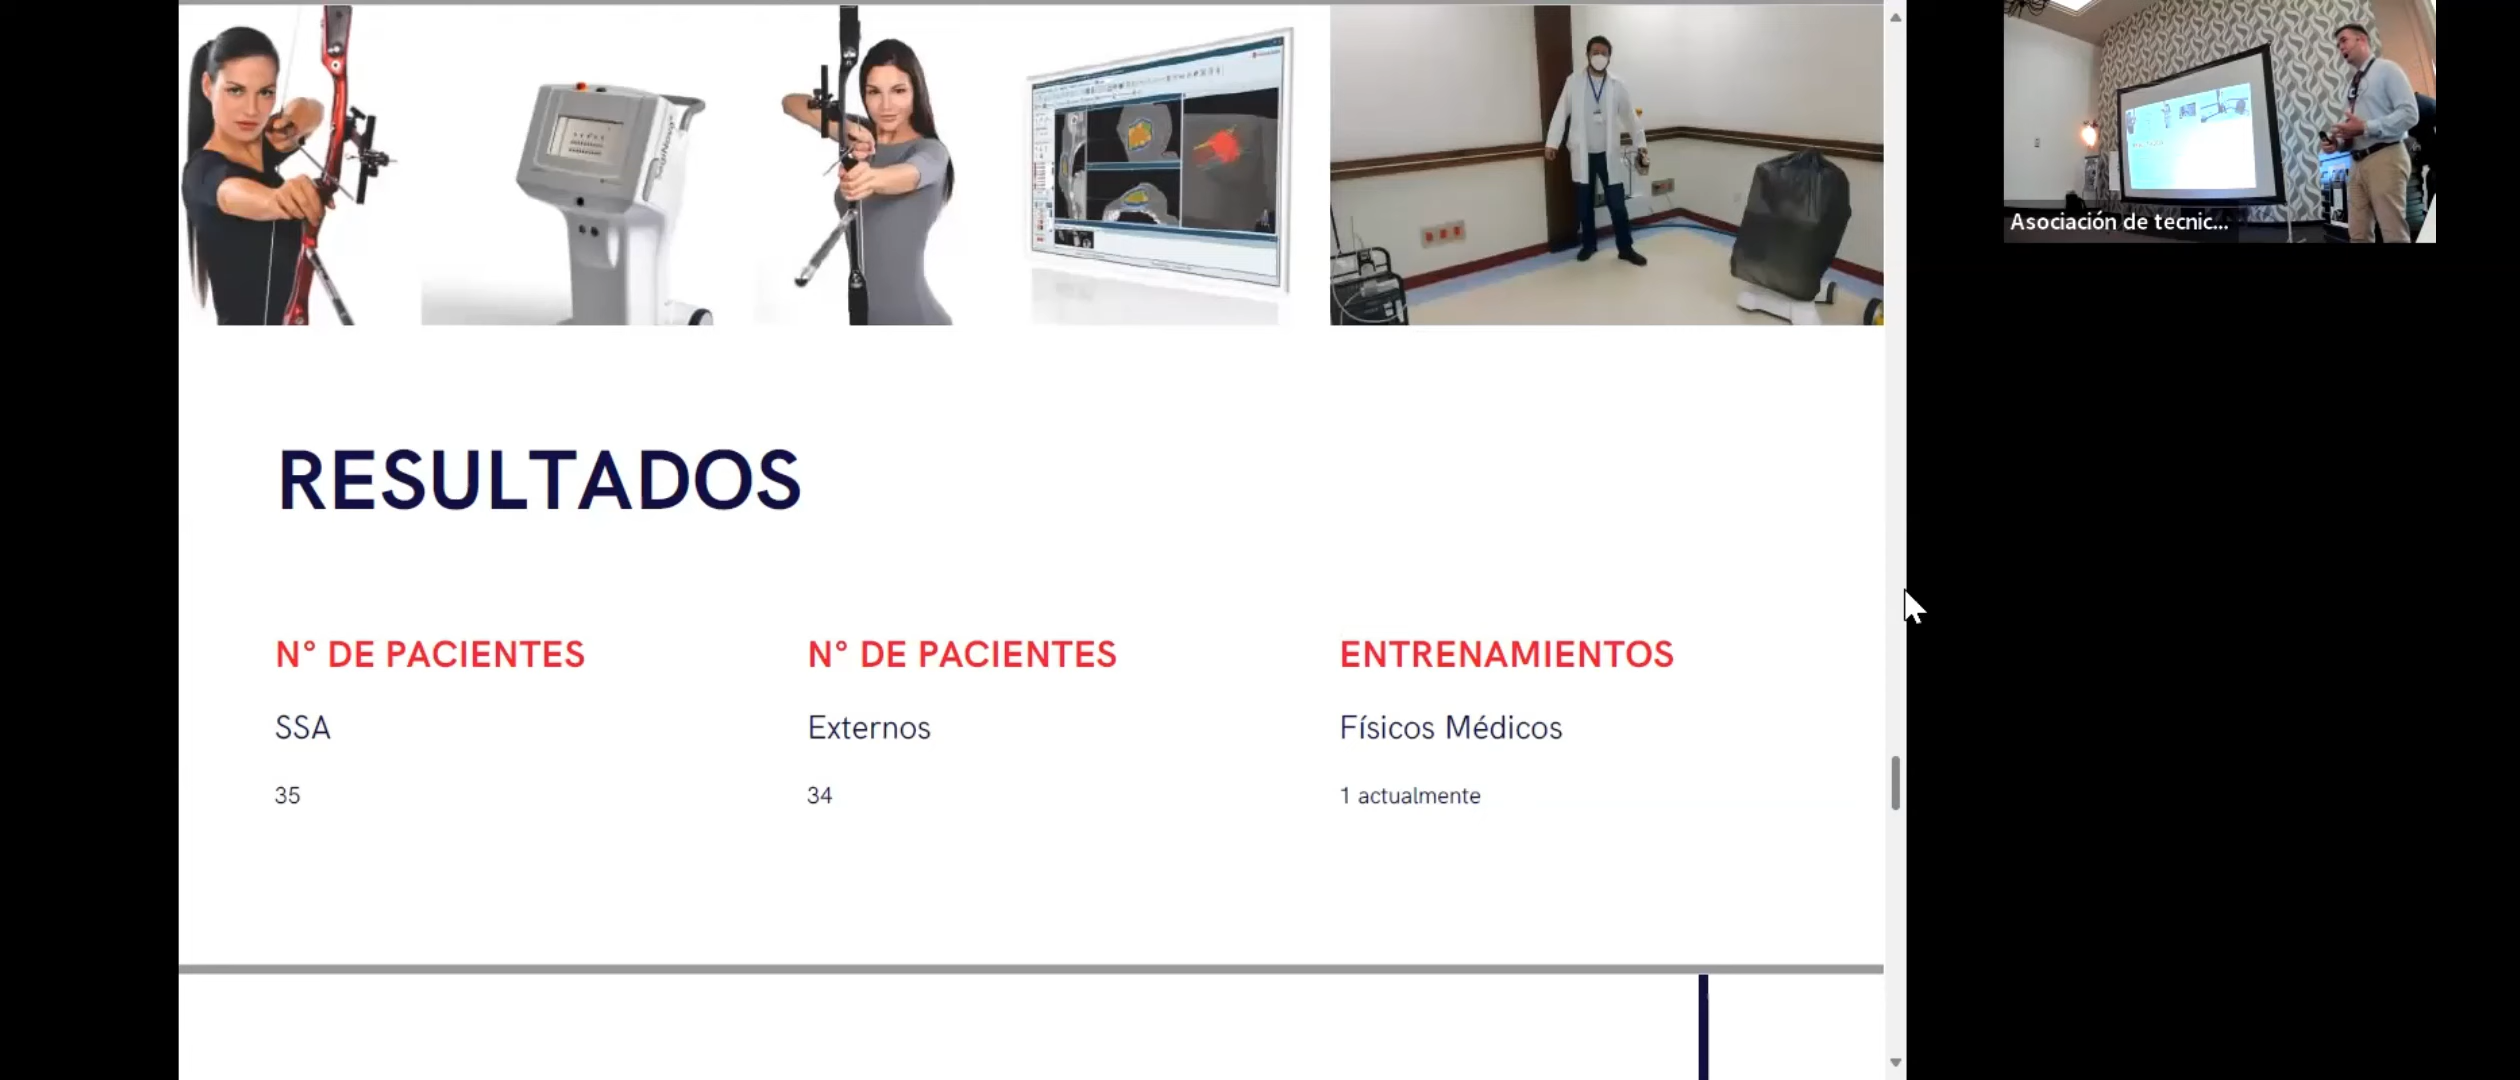 Asociación de tecnic...
RESULTADOS
N° DE PACIENTES
SSA
35
N° DE PACIENTES
Externos
34
ENTRENAMIENTOS
Físicos Médicos
1 actualmente